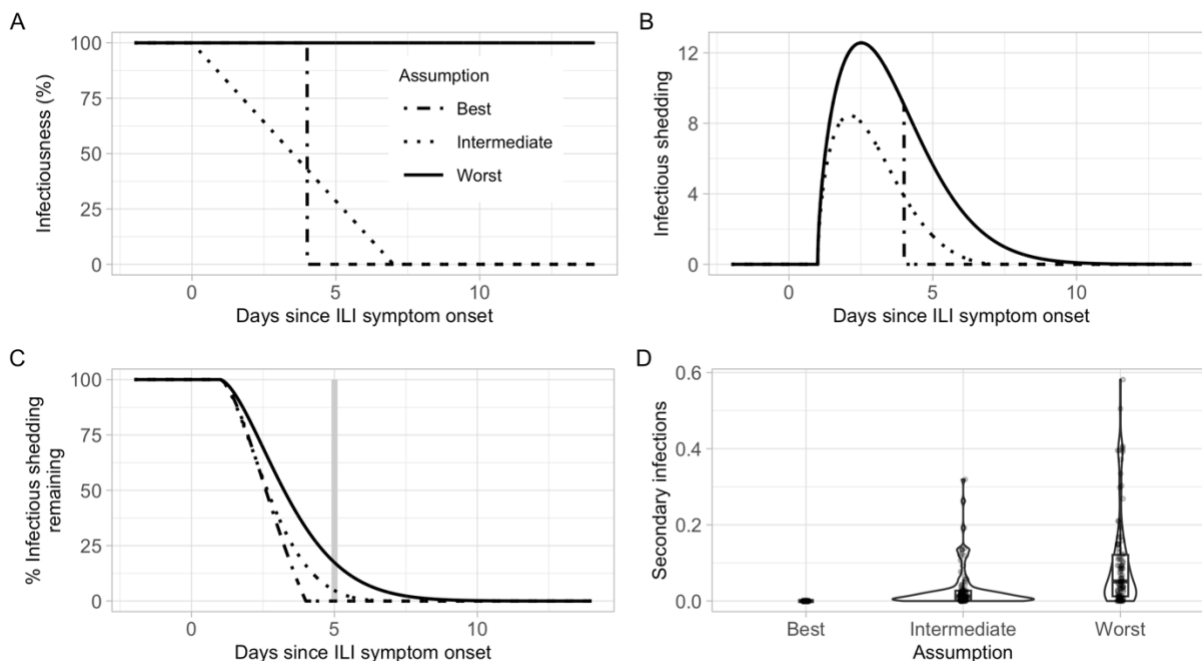 A
Infectiousness (%)
100
75
50
25
0
0
5
10
Days since ILI symptom onset
Assumption
Best
Intermediate
Worst
B
Infectious shedding
12
8
4
0
0
5
10
Days since ILI symptom onset
C
% Infectious shedding
remaining
100
75
50
25
0
0
5
10
Days since ILI symptom onset
D
Secondary infections
0.6
0.4
0.2
0.0
Best
Intermediate
Worst
Assumption